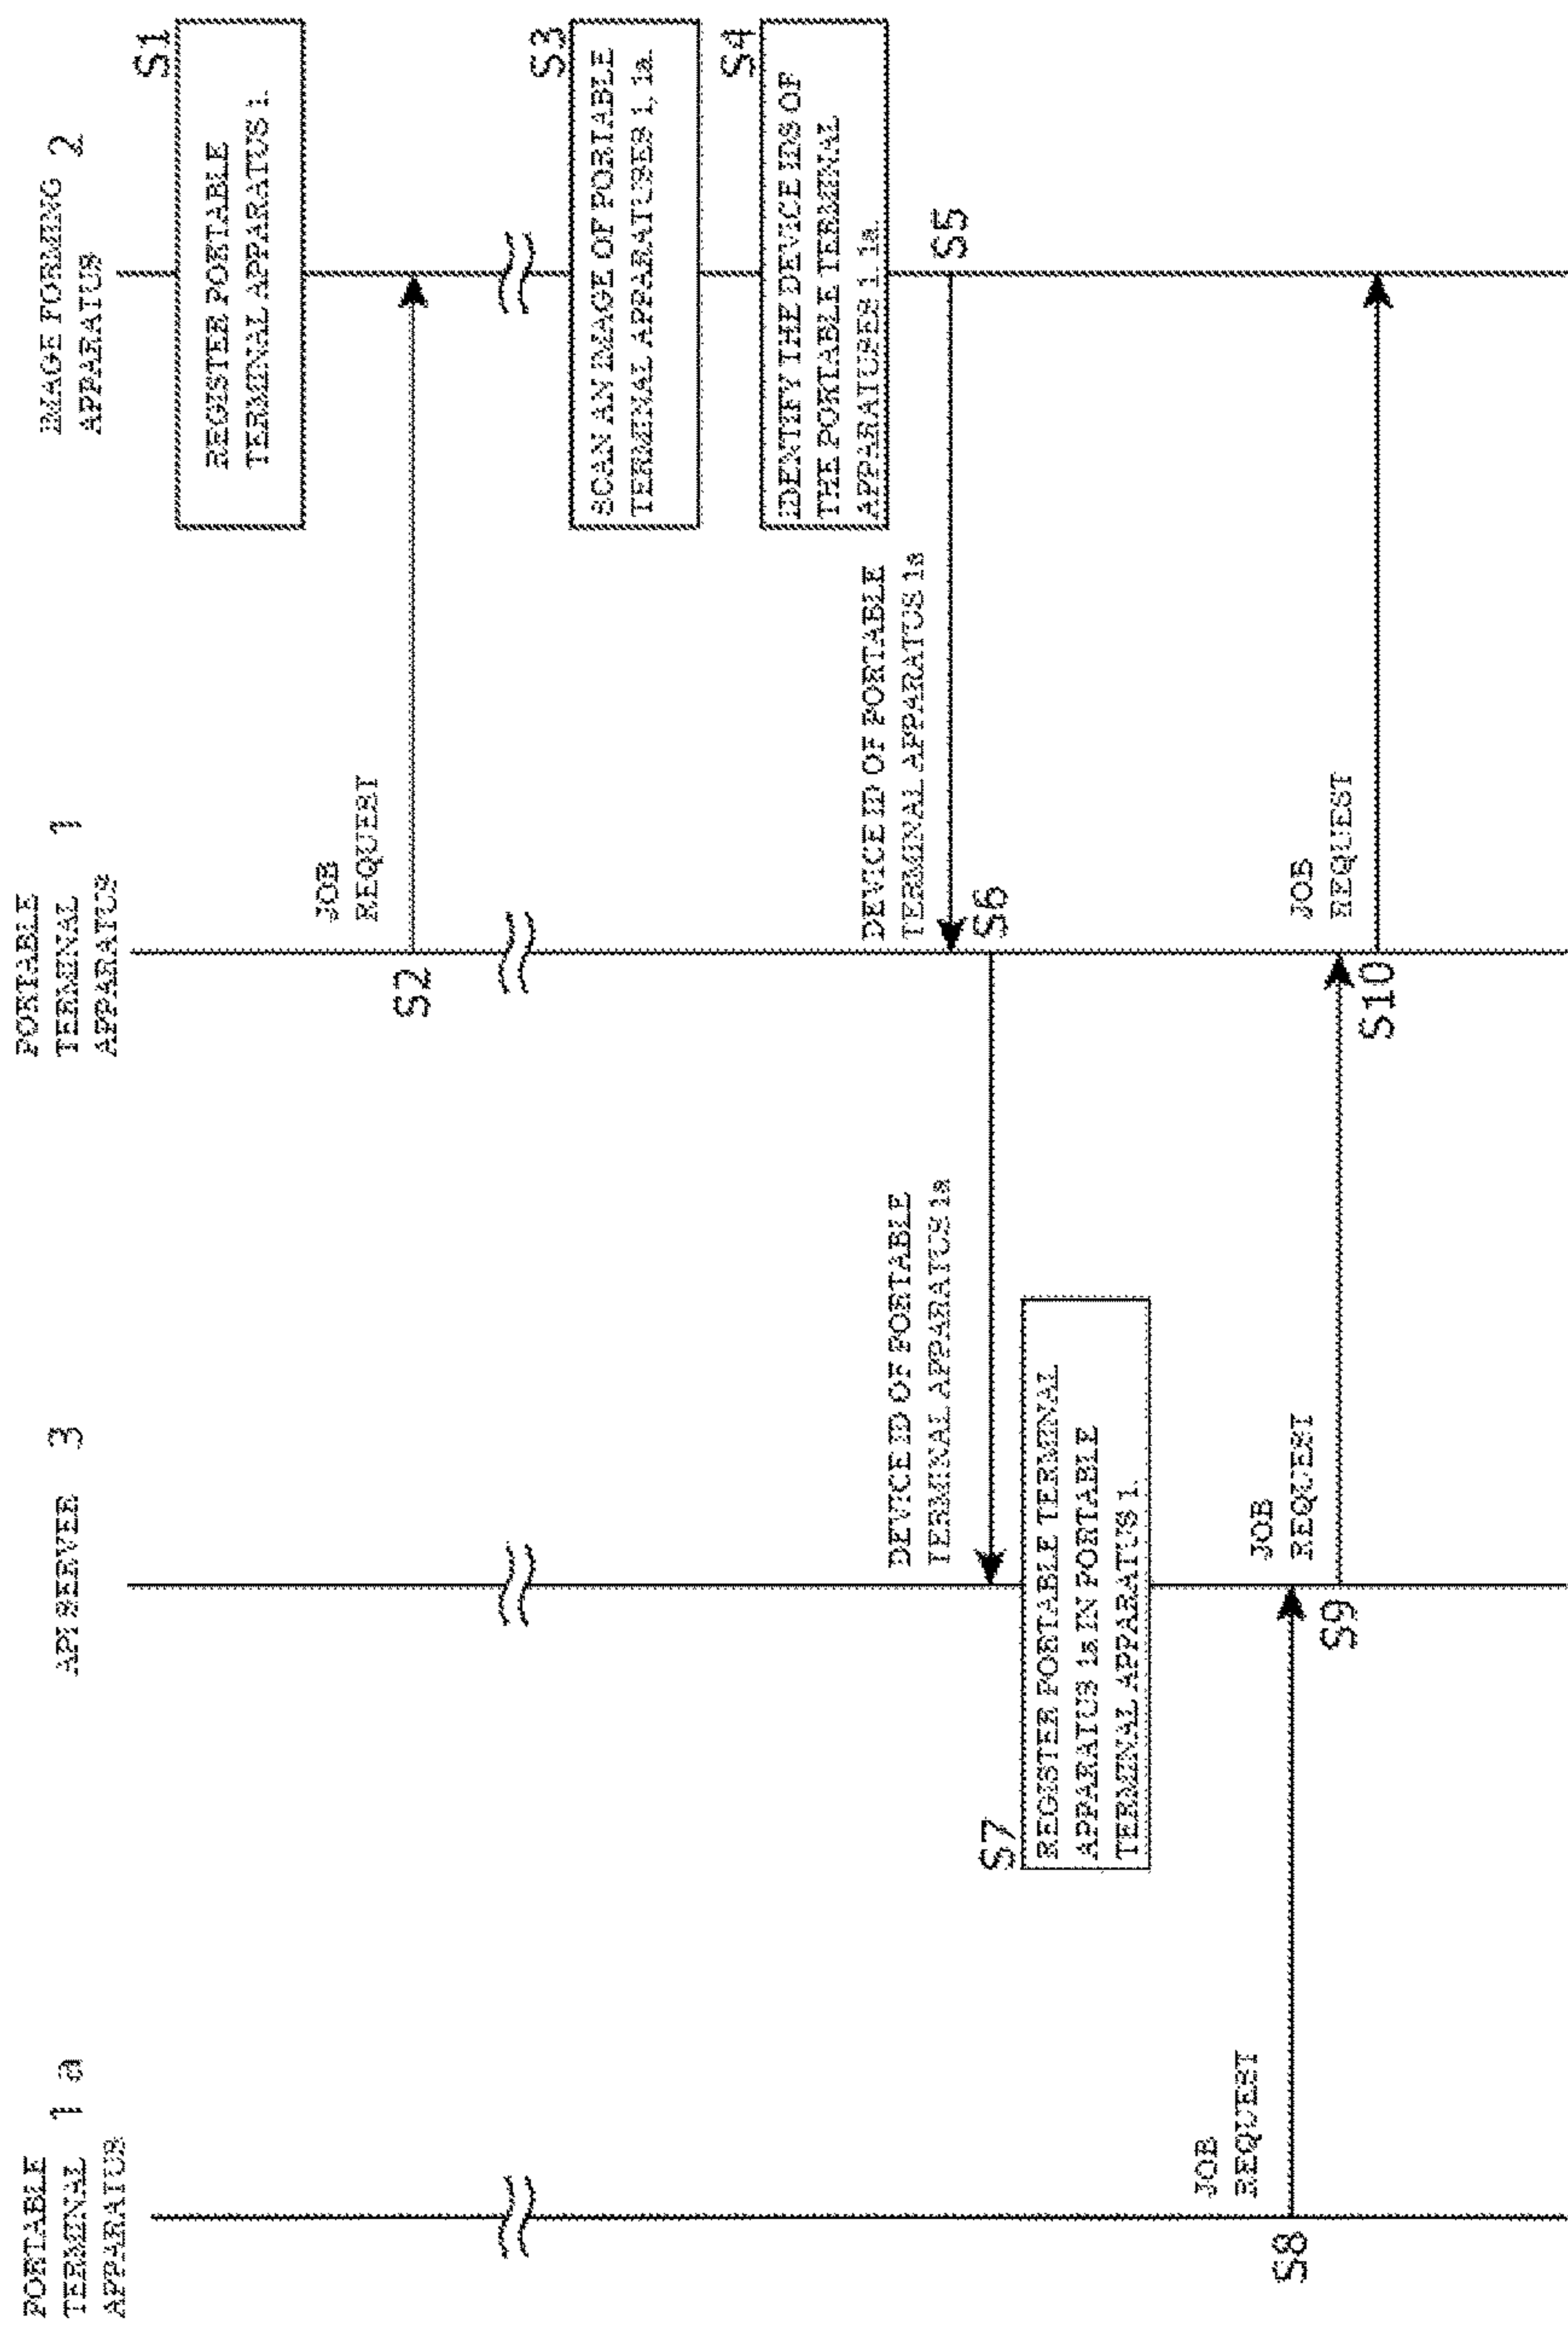 PORTABLE
TERMINAL 1a
APPARATUS
API SERVER 3
PORTABLE
TERMINAL 1
APPARATUS
IMAGE FORMING 2
APPARATUS
S1
REGISTER PORTABLE
TERMINAL APPARATUS 1.
JOB
REQUEST
S2
S3
SCAN AN IMAGE OF PORTABLE
TERMINAL APPARATUSES 1, 1a.
S4
IDENTIFY THE DEVICE IDS OF
THE PORTABLE TERMINAL
APPARATUSES 1, 1a.
DEVICE ID OF PORTABLE
TERMINAL APPARATUS 1a
S5
DEVICE ID OF PORTABLE
TERMINAL APPARATUS 1a
S6
S7
REGISTER PORTABLE TERMINAL
APPARATUS 1a IN PORTABLE
TERMINAL APPARATUS 1.
JOB
REQUEST
S8
JOB
REQUEST
S9
JOB
REQUEST
S10